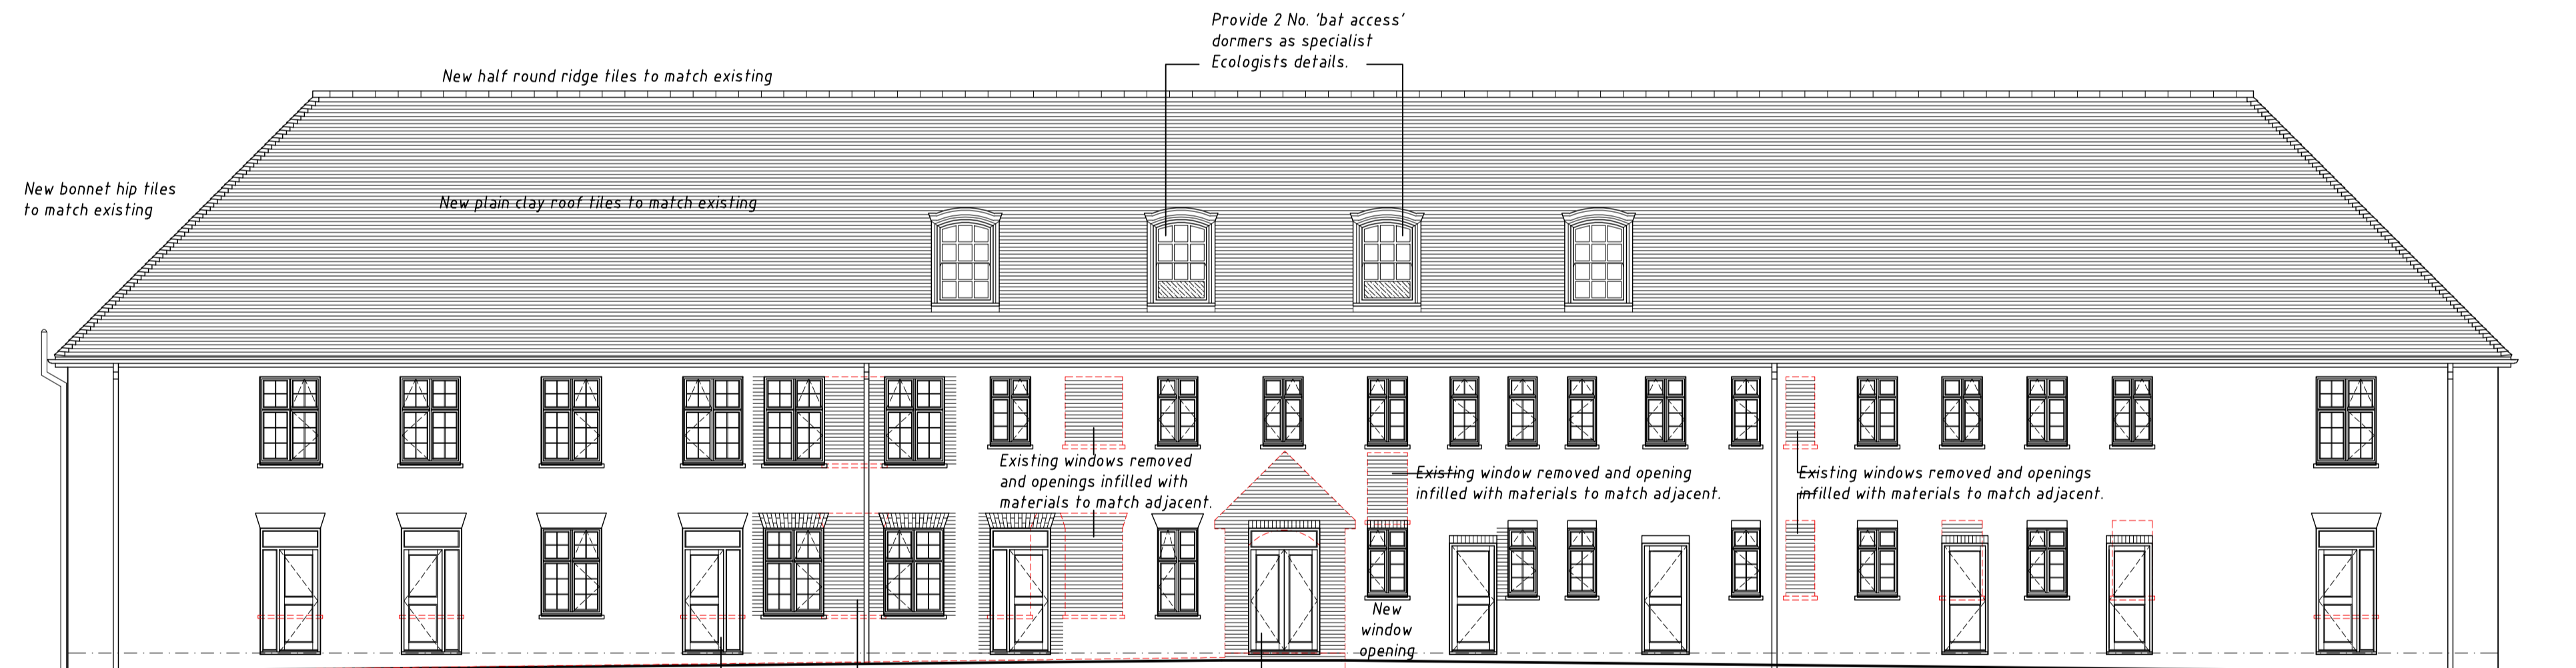 Provide 2 No. 'bat access'
dormers as specialist
Ecologists details.
New half round ridge tiles to match existing
New bonnet hip tiles
to match existing
New plain clay roof tiles to match existing
Existing windows removed
and openings infilled with
materials to match adjacent.
Existing window removed and opening
infilled with materials to match adjacent.
Existing windows removed and openings
infilled with materials to match adjacent.
New
window
opening